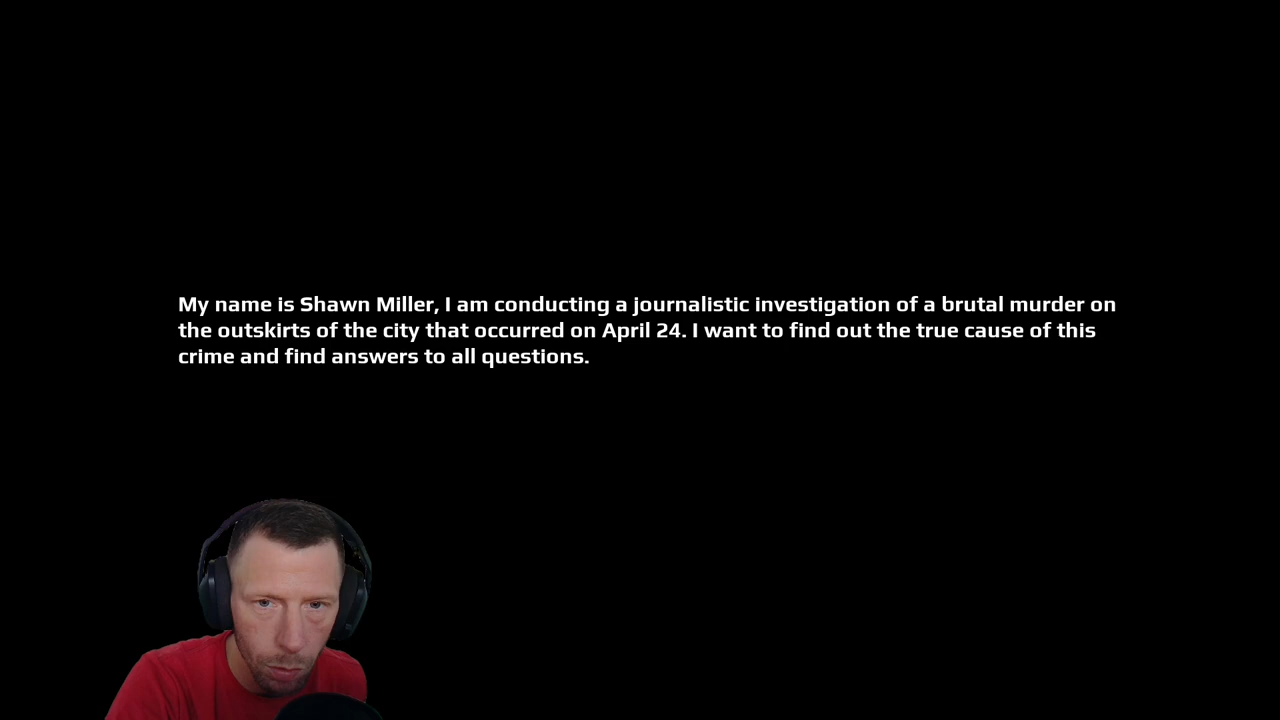 My name is Shawn Miller, I am conducting a journalistic investigation of a brutal murder on
the outskirts of the city that occurred on April 24. I want to find out the true cause of this
crime and find answers to all questions.